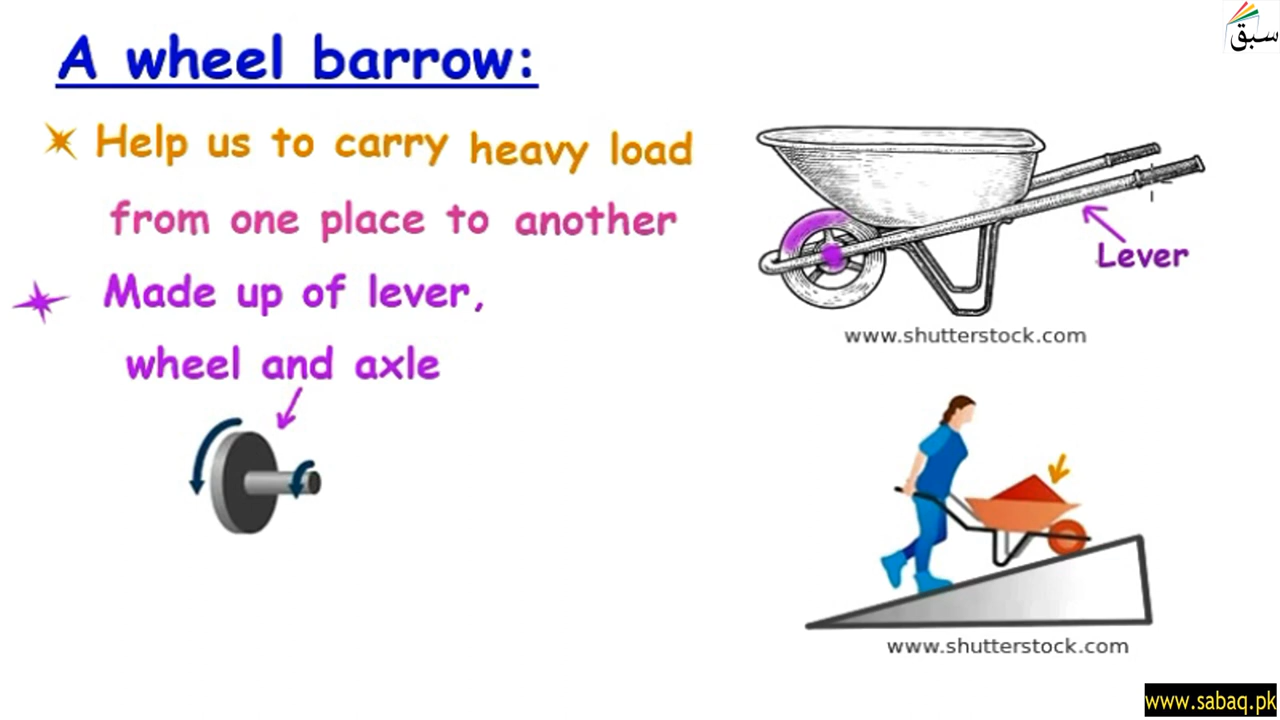 A wheel barrow:
Help us to carry heavy load
from one place to another
Made up of lever,
wheel and axle
سبق
Lever
www.shutterstock.com
www.shutterstock.com
www.sabaq.pk